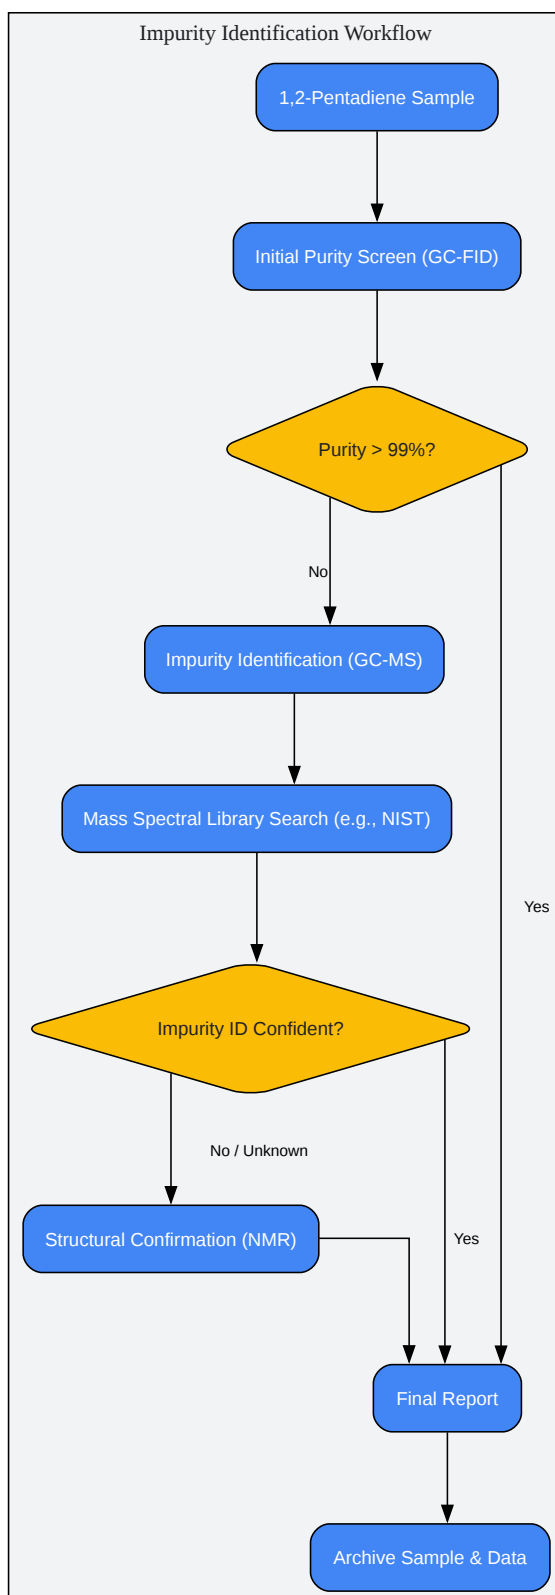 Impurity Identification Workflow
1,2-Pentadiene Sample
Initial Purity Screen (GC-FID)
Purity > 99%?
No
Impurity Identification (GC-MS)
Mass Spectral Library Search (e.g., NIST)
Yes
Impurity ID Confident?
No / Unknown
Structural Confirmation (NMR)
Yes
Final Report
Archive Sample & Data